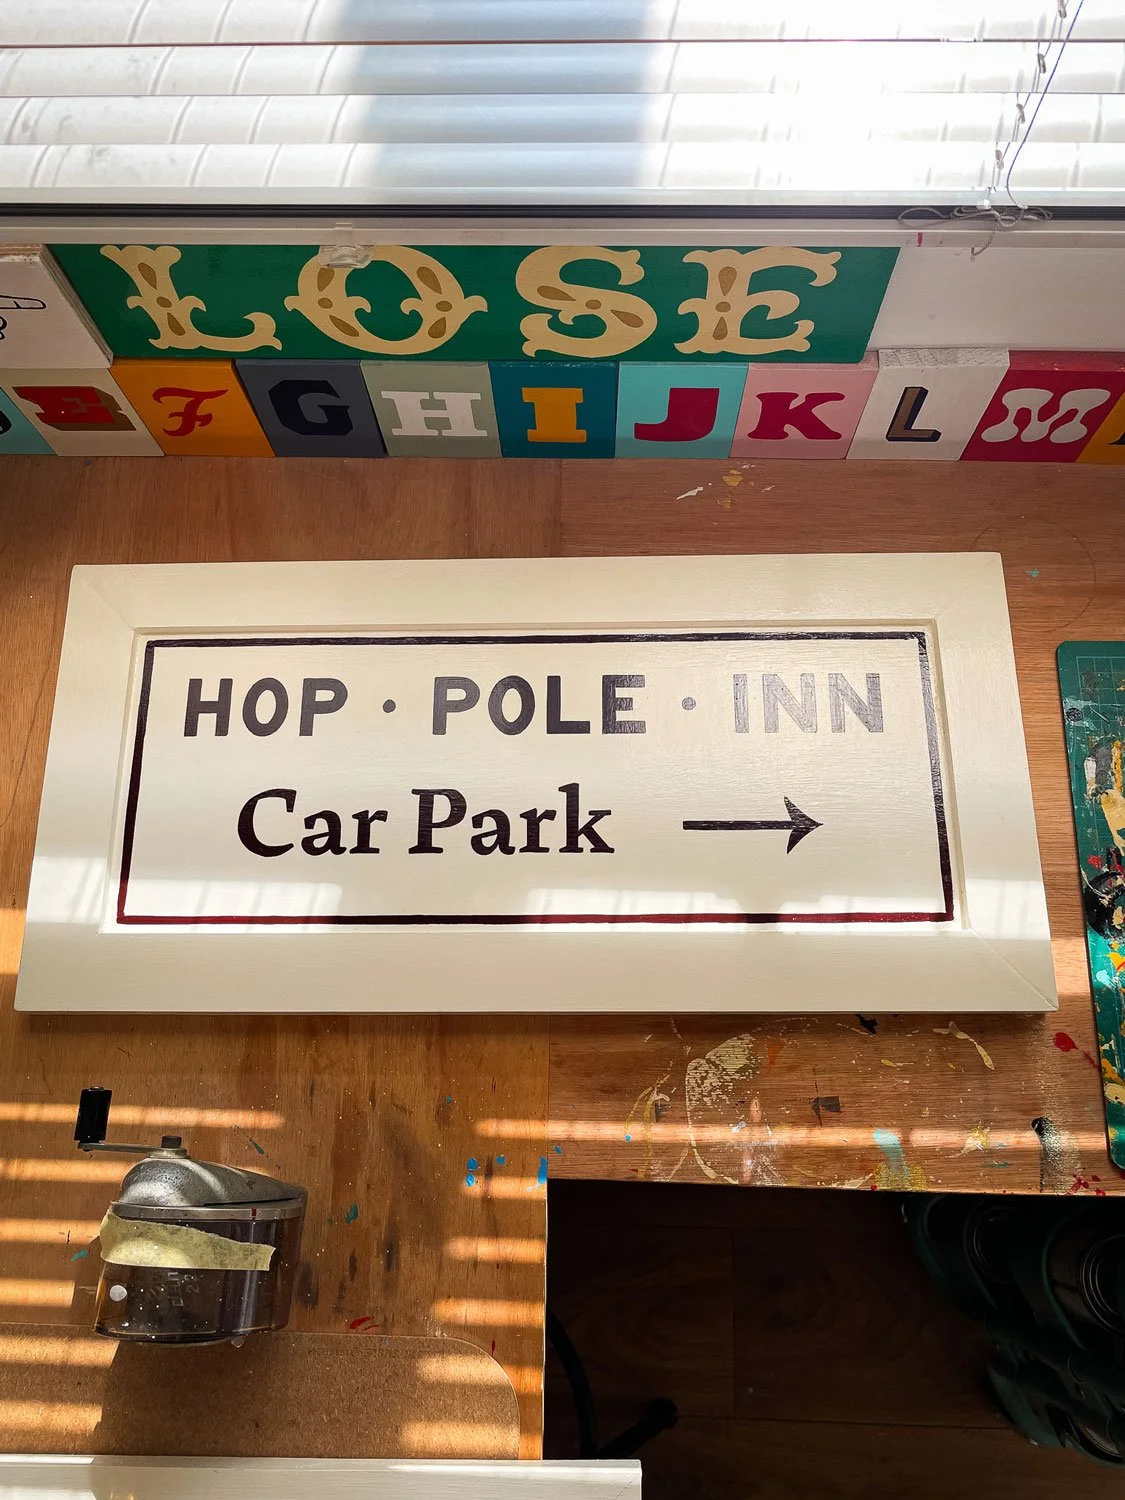 LOSE
E F G H I J K L M
HOP · POLE · INN
Car Park →